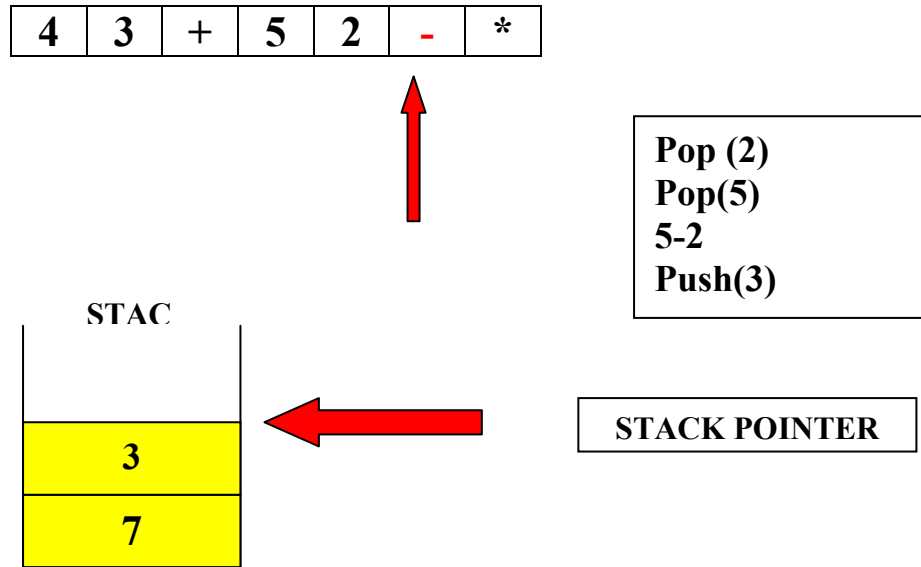 4 3 + 5 2 - *
Pop (2)
Pop(5)
5-2
Push(3)
STAC
STACK POINTER
3
7